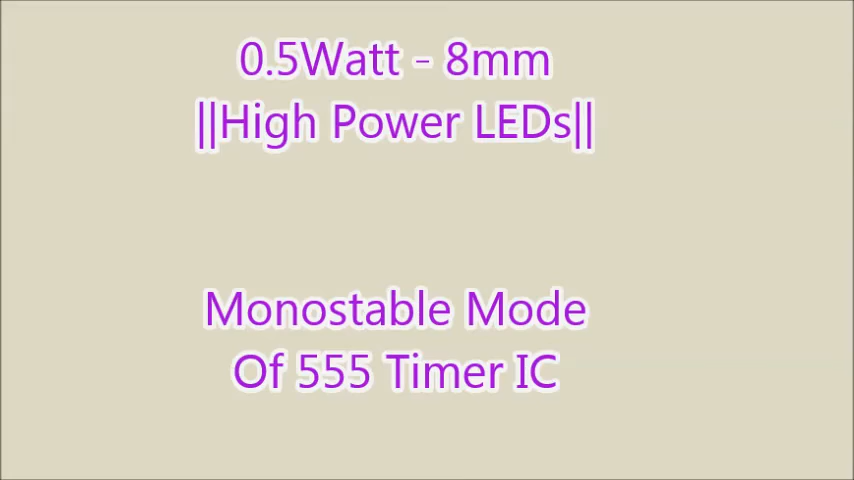 0.5Watt - 8mm
||High Power LEDs||
Monostable Mode
Of 555 Timer IC